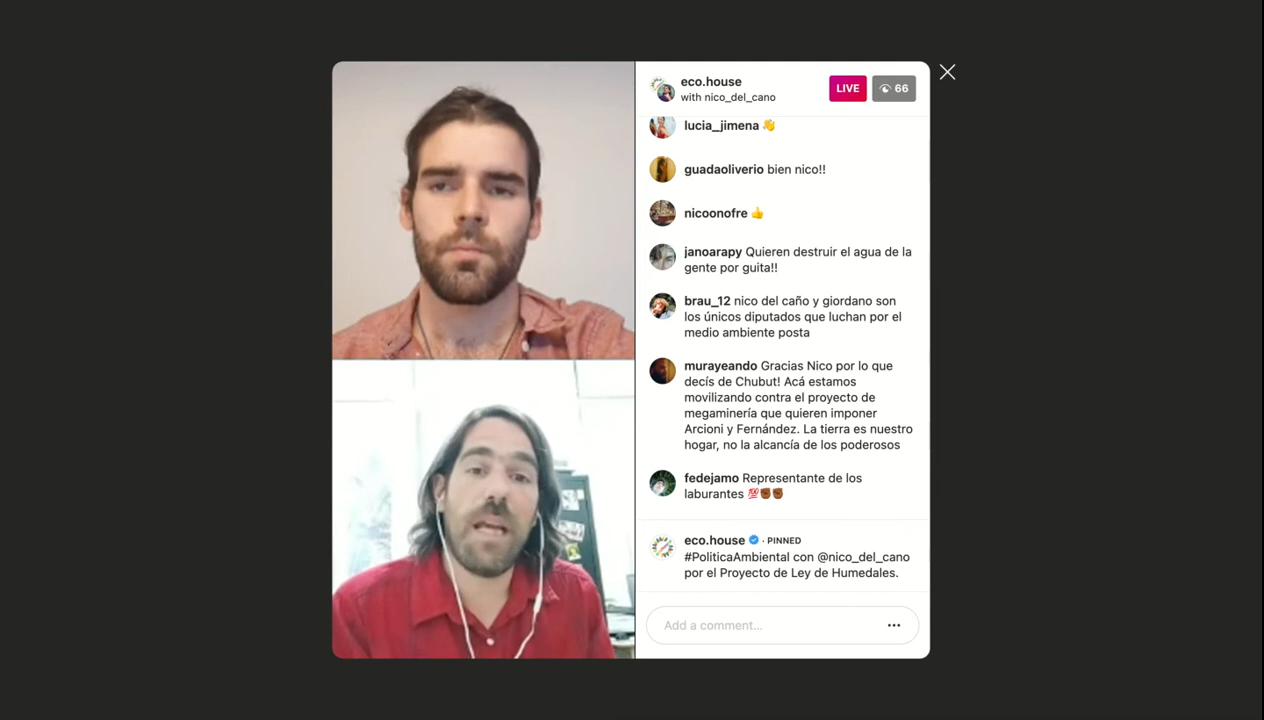 eco.house
with nico_del_cano
LIVE
66
lucia_jimena 👋
guadaoliverio bien nico!!
nicoonofre 👍
janoarapy Quieren destruir el agua de la
gente por guita!!
brau_12 nico del caño y giordano son
los únicos diputados que luchan por el
medio ambiente posta
murayeando Gracias Nico por lo que
decís de Chubut! Acá estamos
movilizando contra el proyecto de
megaminería que quieren imponer
Arcioni y Fernández. La tierra es nuestro
hogar, no la alcancía de los poderosos
fedejamo Representante de los
laburantes 💯✊🏾✊🏾
eco.house · PINNED
#PoliticaAmbiental con @nico_del_cano
por el Proyecto de Ley de Humedales.
Add a comment...